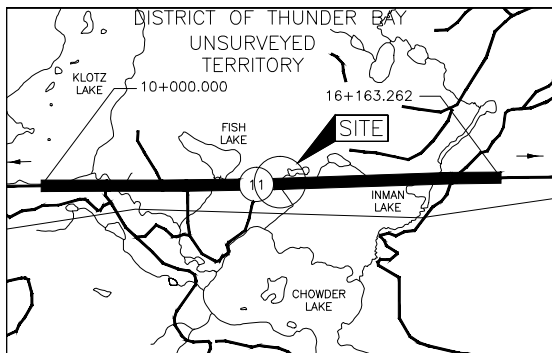 DISTRICT OF THUNDER BAY
UNSURVEYED
TERRITORY
KLOTZ
LAKE
10+000.000
16+163.262
FISH
LAKE
SITE
11
INMAN
LAKE
CHOWDER
LAKE